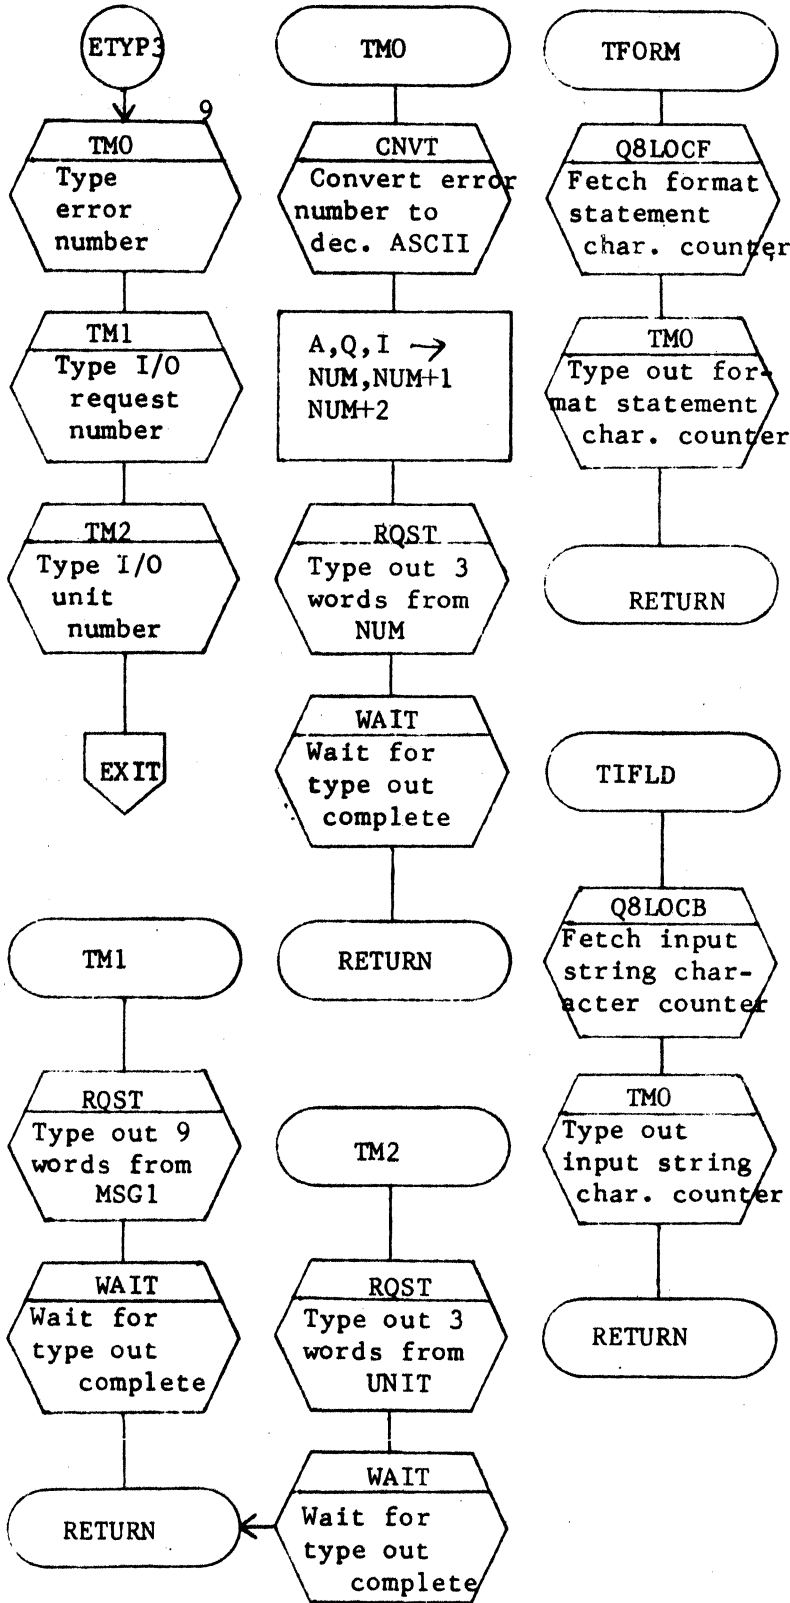 ETYP3
9
TM0
Type
error
number
TM1
Type I/O
request
number
TM2
Type I/O
unit
number
EXIT
TM0
CNVT
Convert error
number to
dec. ASCII
A,Q,I →
NUM,NUM+1
NUM+2
RQST
Type out 3
words from
NUM
WAIT
Wait for
type out
complete
RETURN
TFORM
Q8LOCF
Fetch format
statement
char. counter
TM0
Type out for-
mat statement
char. counter
RETURN
TIFLD
Q8LOCB
Fetch input
string char-
acter counter
TM0
Type out
input string
char. counter
RETURN
TM1
RQST
Type out 9
words from
MSG1
WAIT
Wait for
type out
complete
RETURN
TM2
RQST
Type out 3
words from
UNIT
WAIT
Wait for
type out
complete